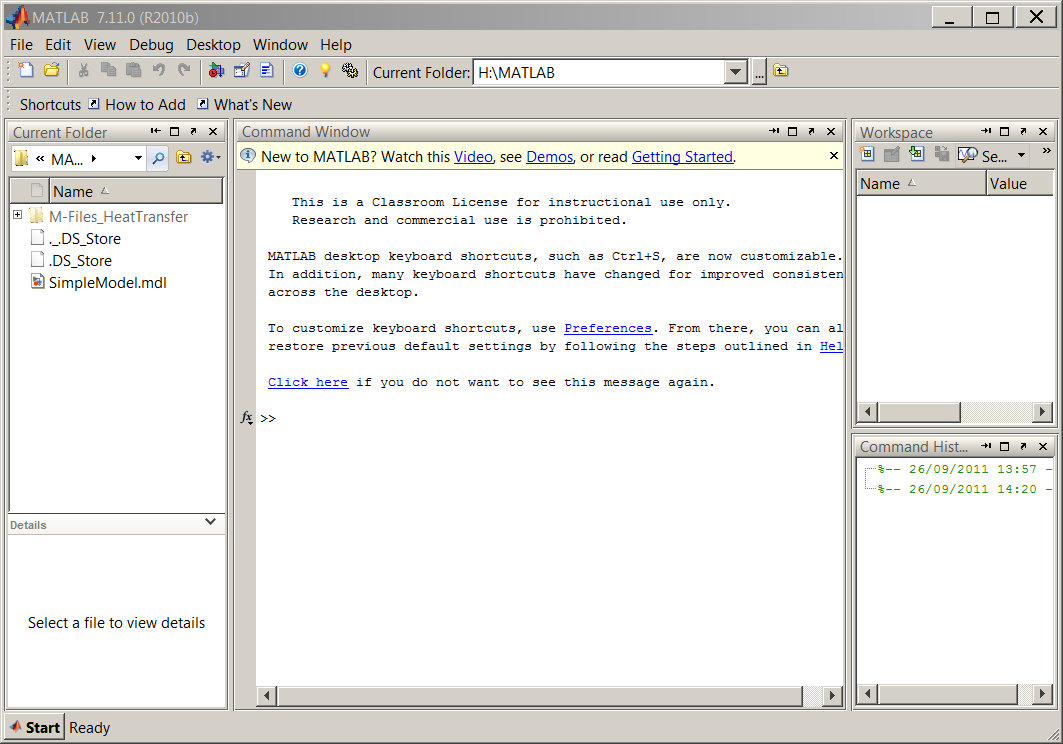 MATLAB 7.11.0 (R2010b)
File Edit View Debug Desktop Window Help
Current Folder: H:\MATLAB ...
Shortcuts How to Add What's New
Current Folder
« MA...
Name
M-Files_HeatTransfer
._.DS_Store
.DS_Store
SimpleModel.mdl
Details
Select a file to view details
Command Window
New to MATLAB? Watch this Video, see Demos, or read Getting Started.
This is a Classroom License for instructional use only.
Research and commercial use is prohibited.
MATLAB desktop keyboard shortcuts, such as Ctrl+S, are now customizable.
In addition, many keyboard shortcuts have changed for improved consisten
across the desktop.
To customize keyboard shortcuts, use Preferences. From there, you can al
restore previous default settings by following the steps outlined in Hel
Click here if you do not want to see this message again.
fx >>
Workspace
Se... »
Name Value
Command Hist...
%-- 26/09/2011 13:57 -
%-- 26/09/2011 14:20 -
Start Ready